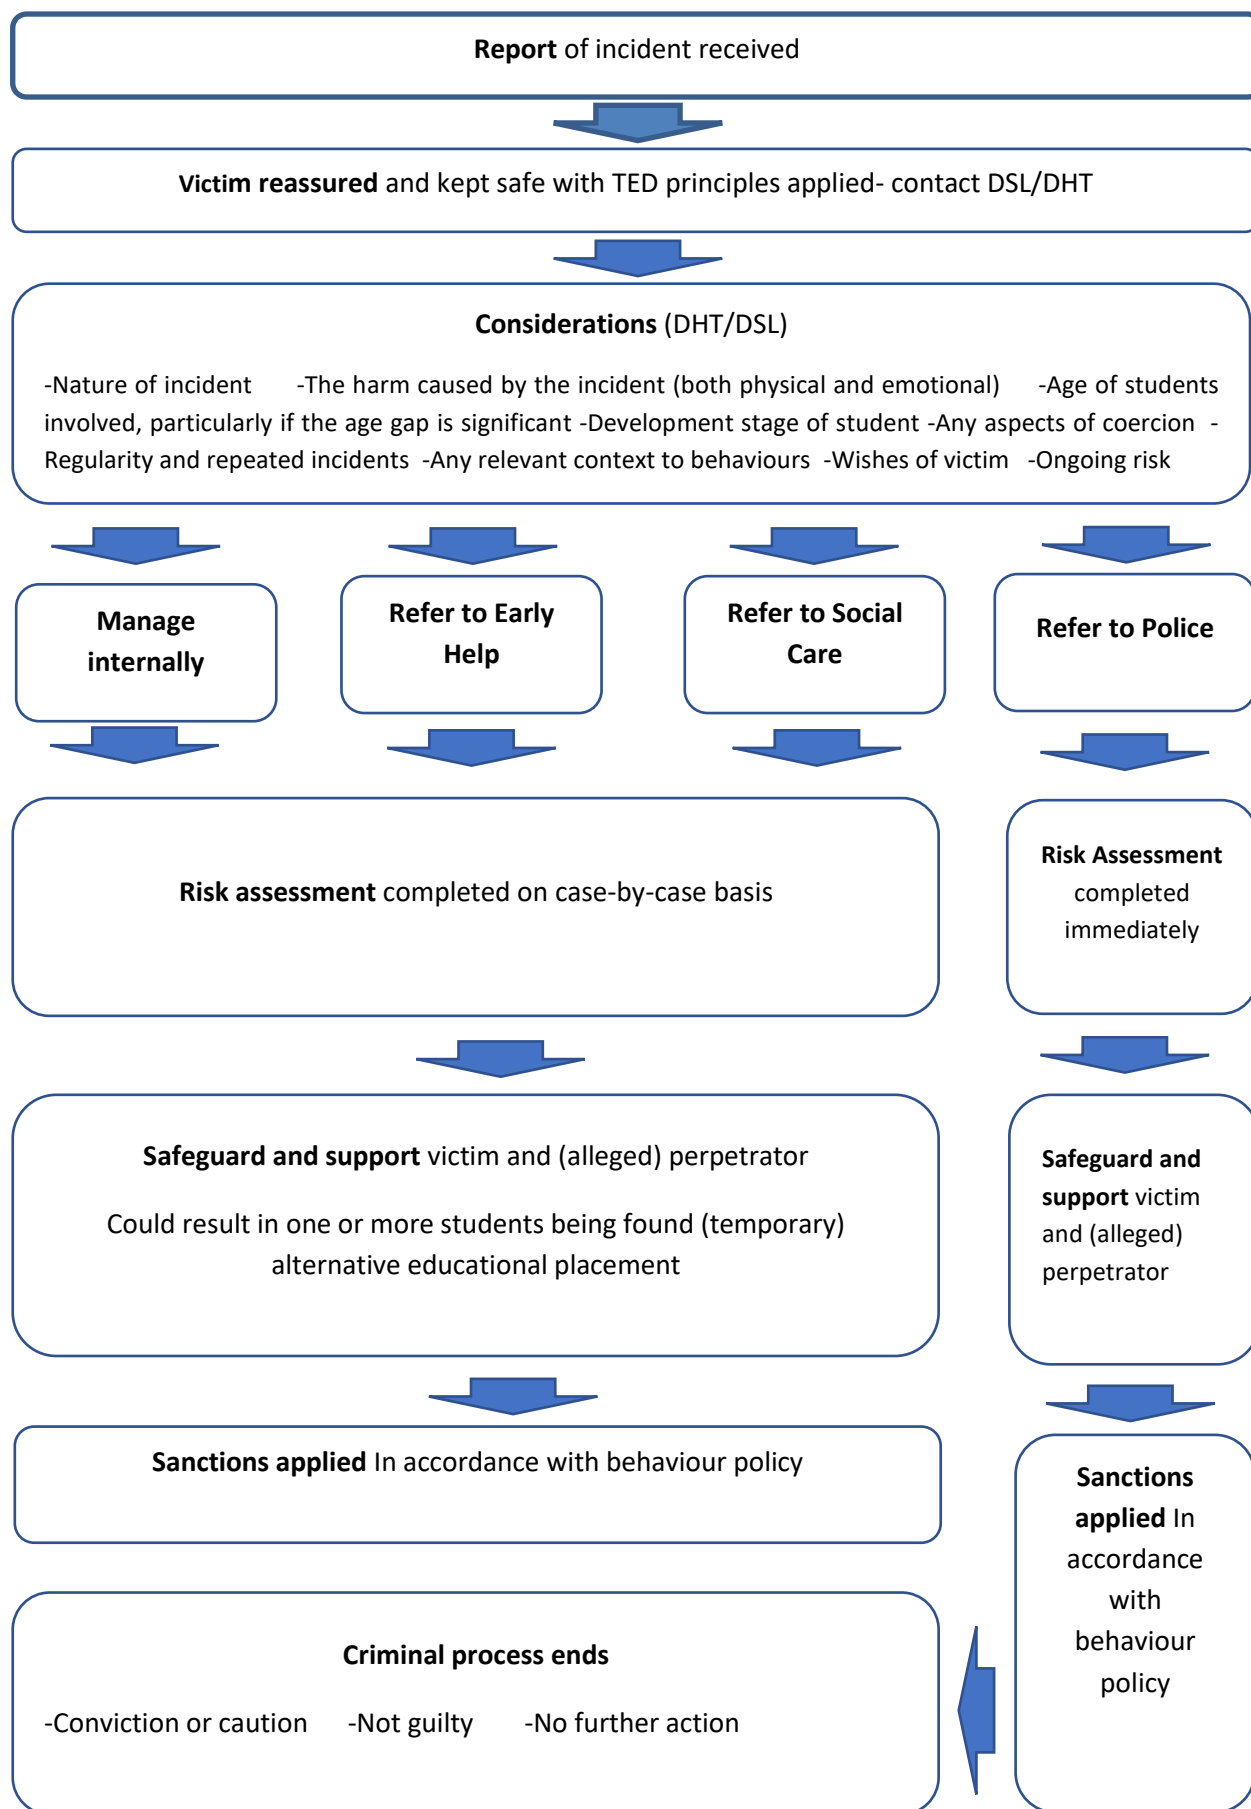 Report of incident received
Victim reassured and kept safe with TED principles applied- contact DSL/DHT
Considerations (DHT/DSL)
-Nature of incident -The harm caused by the incident (both physical and emotional) -Age of students
involved, particularly if the age gap is significant -Development stage of student -Any aspects of coercion -
Regularity and repeated incidents -Any relevant context to behaviours -Wishes of victim -Ongoing risk
Manage
internally
Refer to Early
Help
Refer to Social
Care
Refer to Police
Risk assessment completed on case-by-case basis
Risk Assessment
completed
immediately
Safeguard and support victim and (alleged) perpetrator
Could result in one or more students being found (temporary)
alternative educational placement
Safeguard and
support victim
and (alleged)
perpetrator
Sanctions applied In accordance with behaviour policy
Sanctions
applied In
accordance
with
behaviour
policy
Criminal process ends
-Conviction or caution -Not guilty -No further action